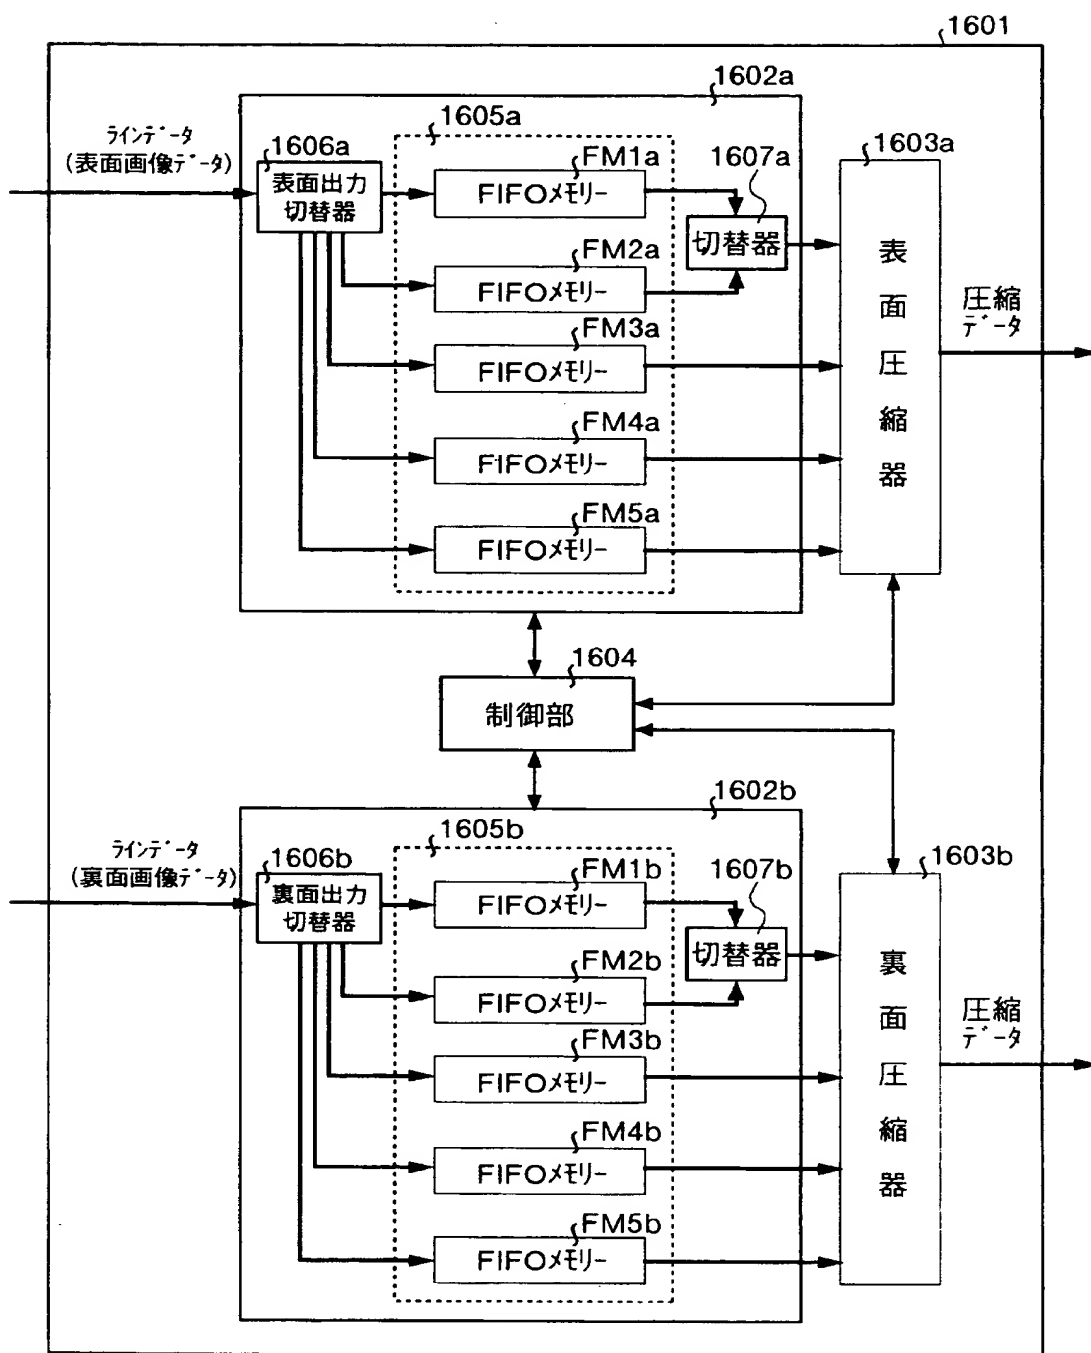 1601
1602a
1605a
ラインデータ
(表面画像データ)
1606a
表面出力
切替器
FM1a
FIFOメモリー
1607a
切替器
1603a
表面圧縮器
FM2a
FIFOメモリー
FM3a
FIFOメモリー
圧縮
データ
FM4a
FIFOメモリー
FM5a
FIFOメモリー
1604
制御部
1602b
1605b
ラインデータ
(裏面画像データ)
1606b
裏面出力
切替器
FM1b
FIFOメモリー
1607b
切替器
1603b
裏面圧縮器
FM2b
FIFOメモリー
FM3b
FIFOメモリー
圧縮
データ
FM4b
FIFOメモリー
FM5b
FIFOメモリー